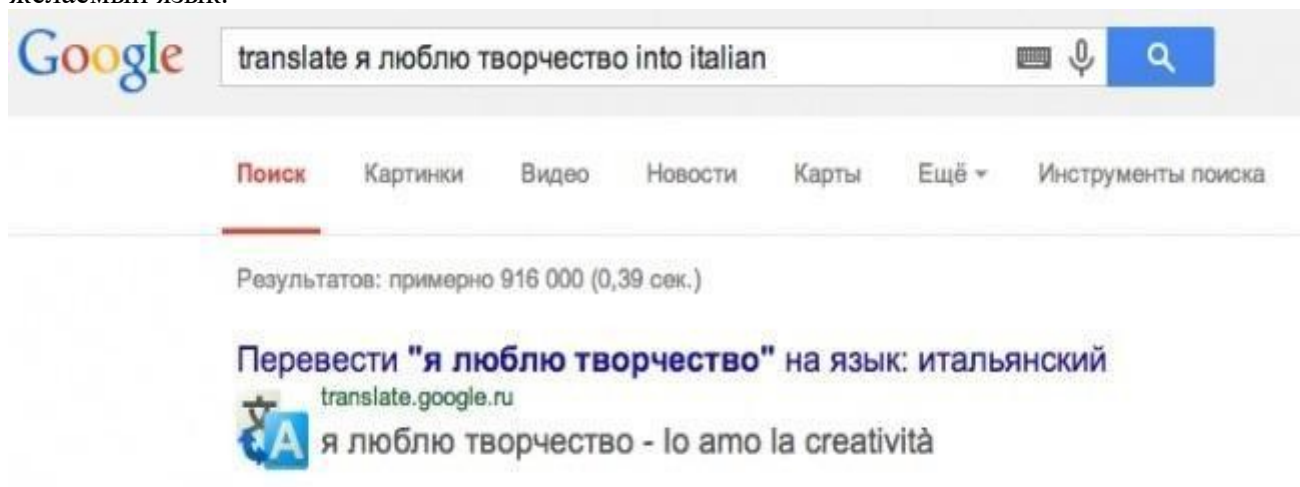 желаемый язык.
Google
translate я люблю творчество into italian
Поиск Картинки Видео Новости Карты Ещё Инструменты поиска
Результатов: примерно 916 000 (0,39 сек.)
Перевести "я люблю творчество" на язык: итальянский
translate.google.ru
文 A
я люблю творчество - Io amo la creatività